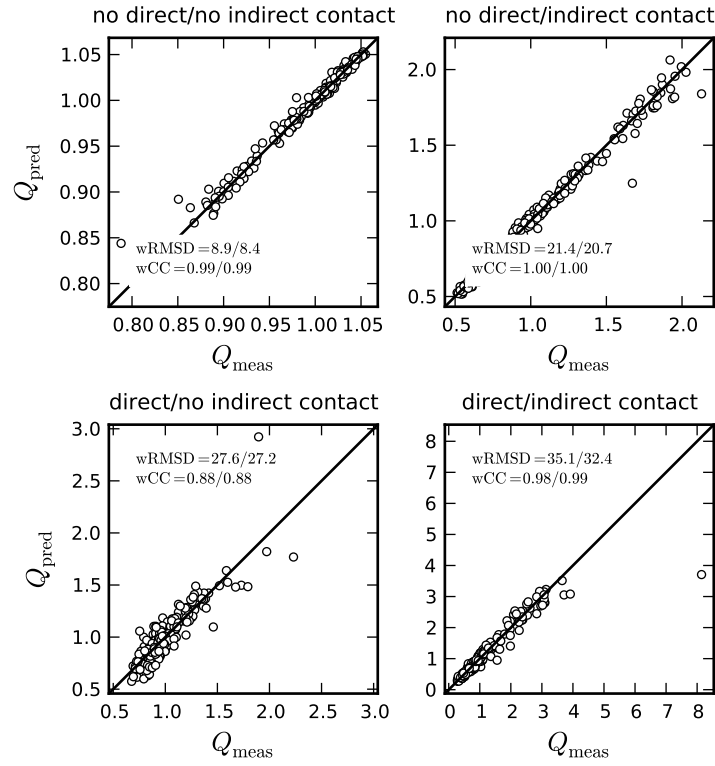 no direct/no indirect contact
no direct/indirect contact
1.05
1.00
0.95
0.90
0.85
0.80
Q_pred
wRMSD=8.9/8.4
wCC=0.99/0.99
0.80 0.85 0.90 0.95 1.00 1.05
Q_meas
2.0
1.5
1.0
0.5
wRMSD=21.4/20.7
wCC=1.00/1.00
0.5 1.0 1.5 2.0
Q_meas
direct/no indirect contact
direct/indirect contact
3.0
2.5
2.0
1.5
1.0
0.5
Q_pred
wRMSD=27.6/27.2
wCC=0.88/0.88
0.5 1.0 1.5 2.0 2.5 3.0
Q_meas
8
7
6
5
4
3
2
1
0
wRMSD=35.1/32.4
wCC=0.98/0.99
0 1 2 3 4 5 6 7 8
Q_meas